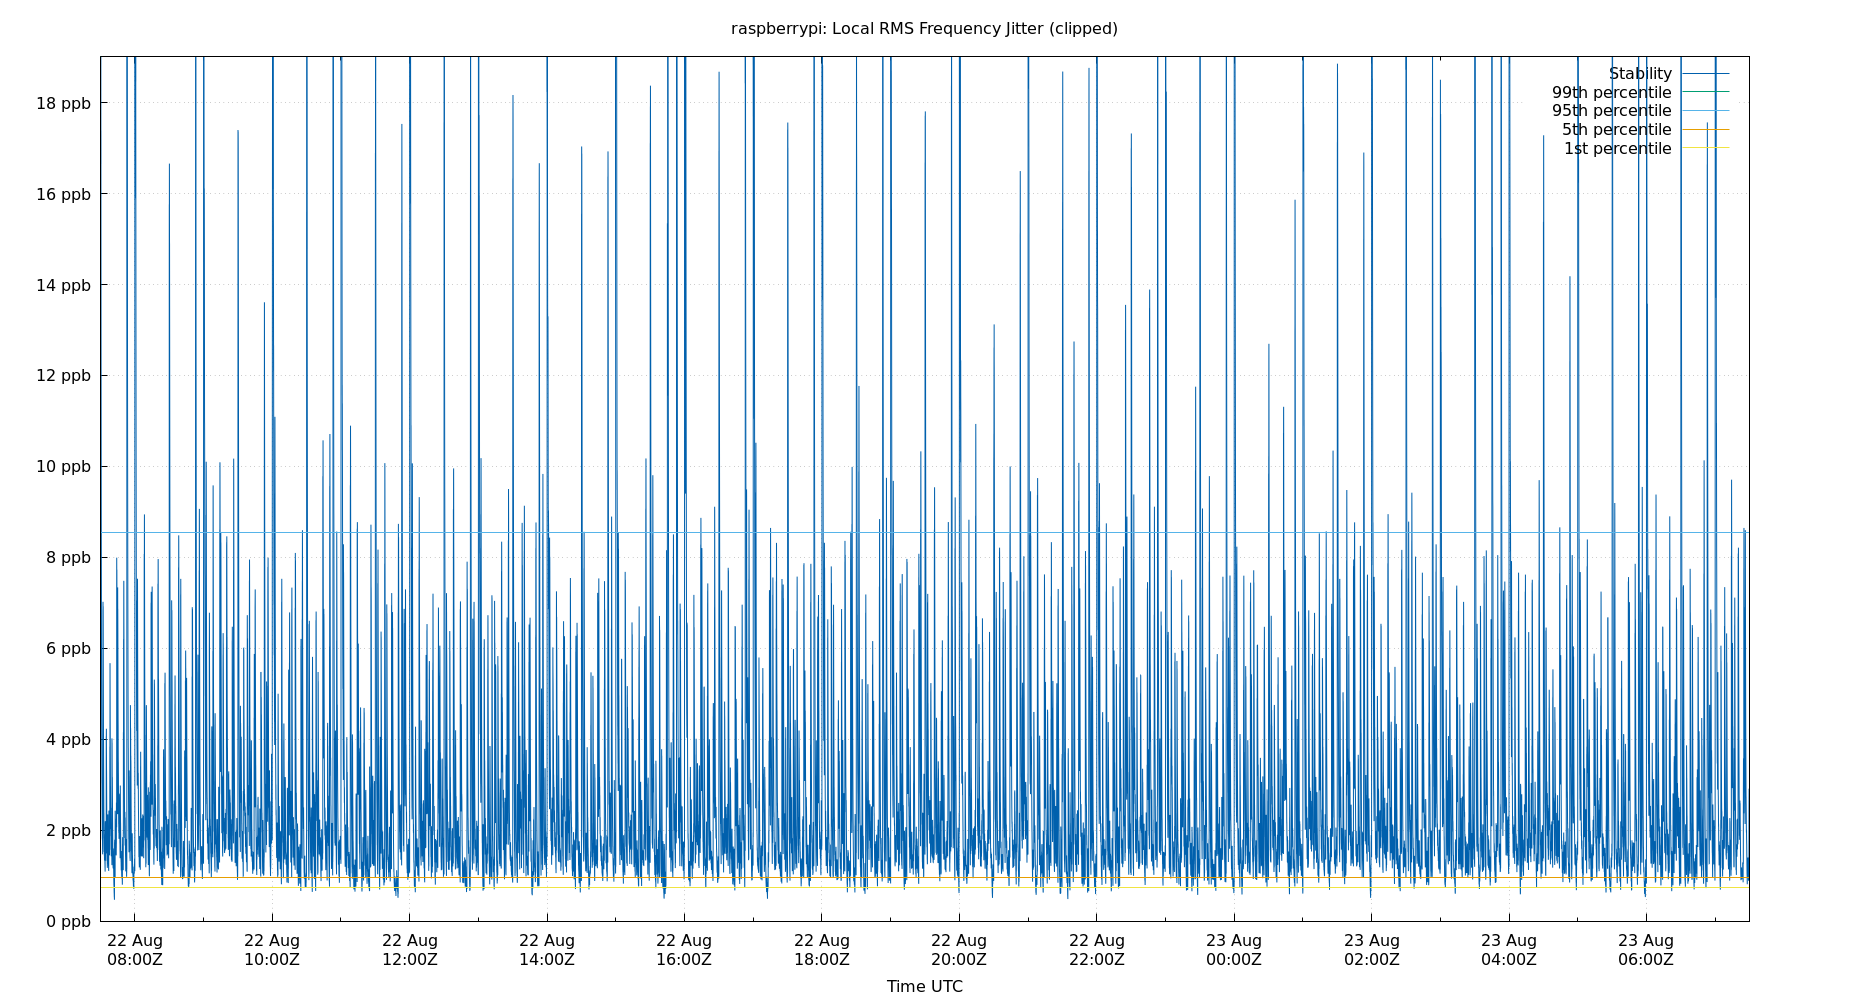 raspberrypi: Local RMS Frequency Jitter (clipped)
Stability
99th percentile
95th percentile
5th percentile
1st percentile
18 ppb
16 ppb
14 ppb
12 ppb
10 ppb
8 ppb
6 ppb
4 ppb
2 ppb
0 ppb
22 Aug 22 Aug 22 Aug 22 Aug 22 Aug 22 Aug 22 Aug 22 Aug 23 Aug 23 Aug 23 Aug 23 Aug
08:00Z 10:00Z 12:00Z 14:00Z 16:00Z 18:00Z 20:00Z 22:00Z 00:00Z 02:00Z 04:00Z 06:00Z
Time UTC